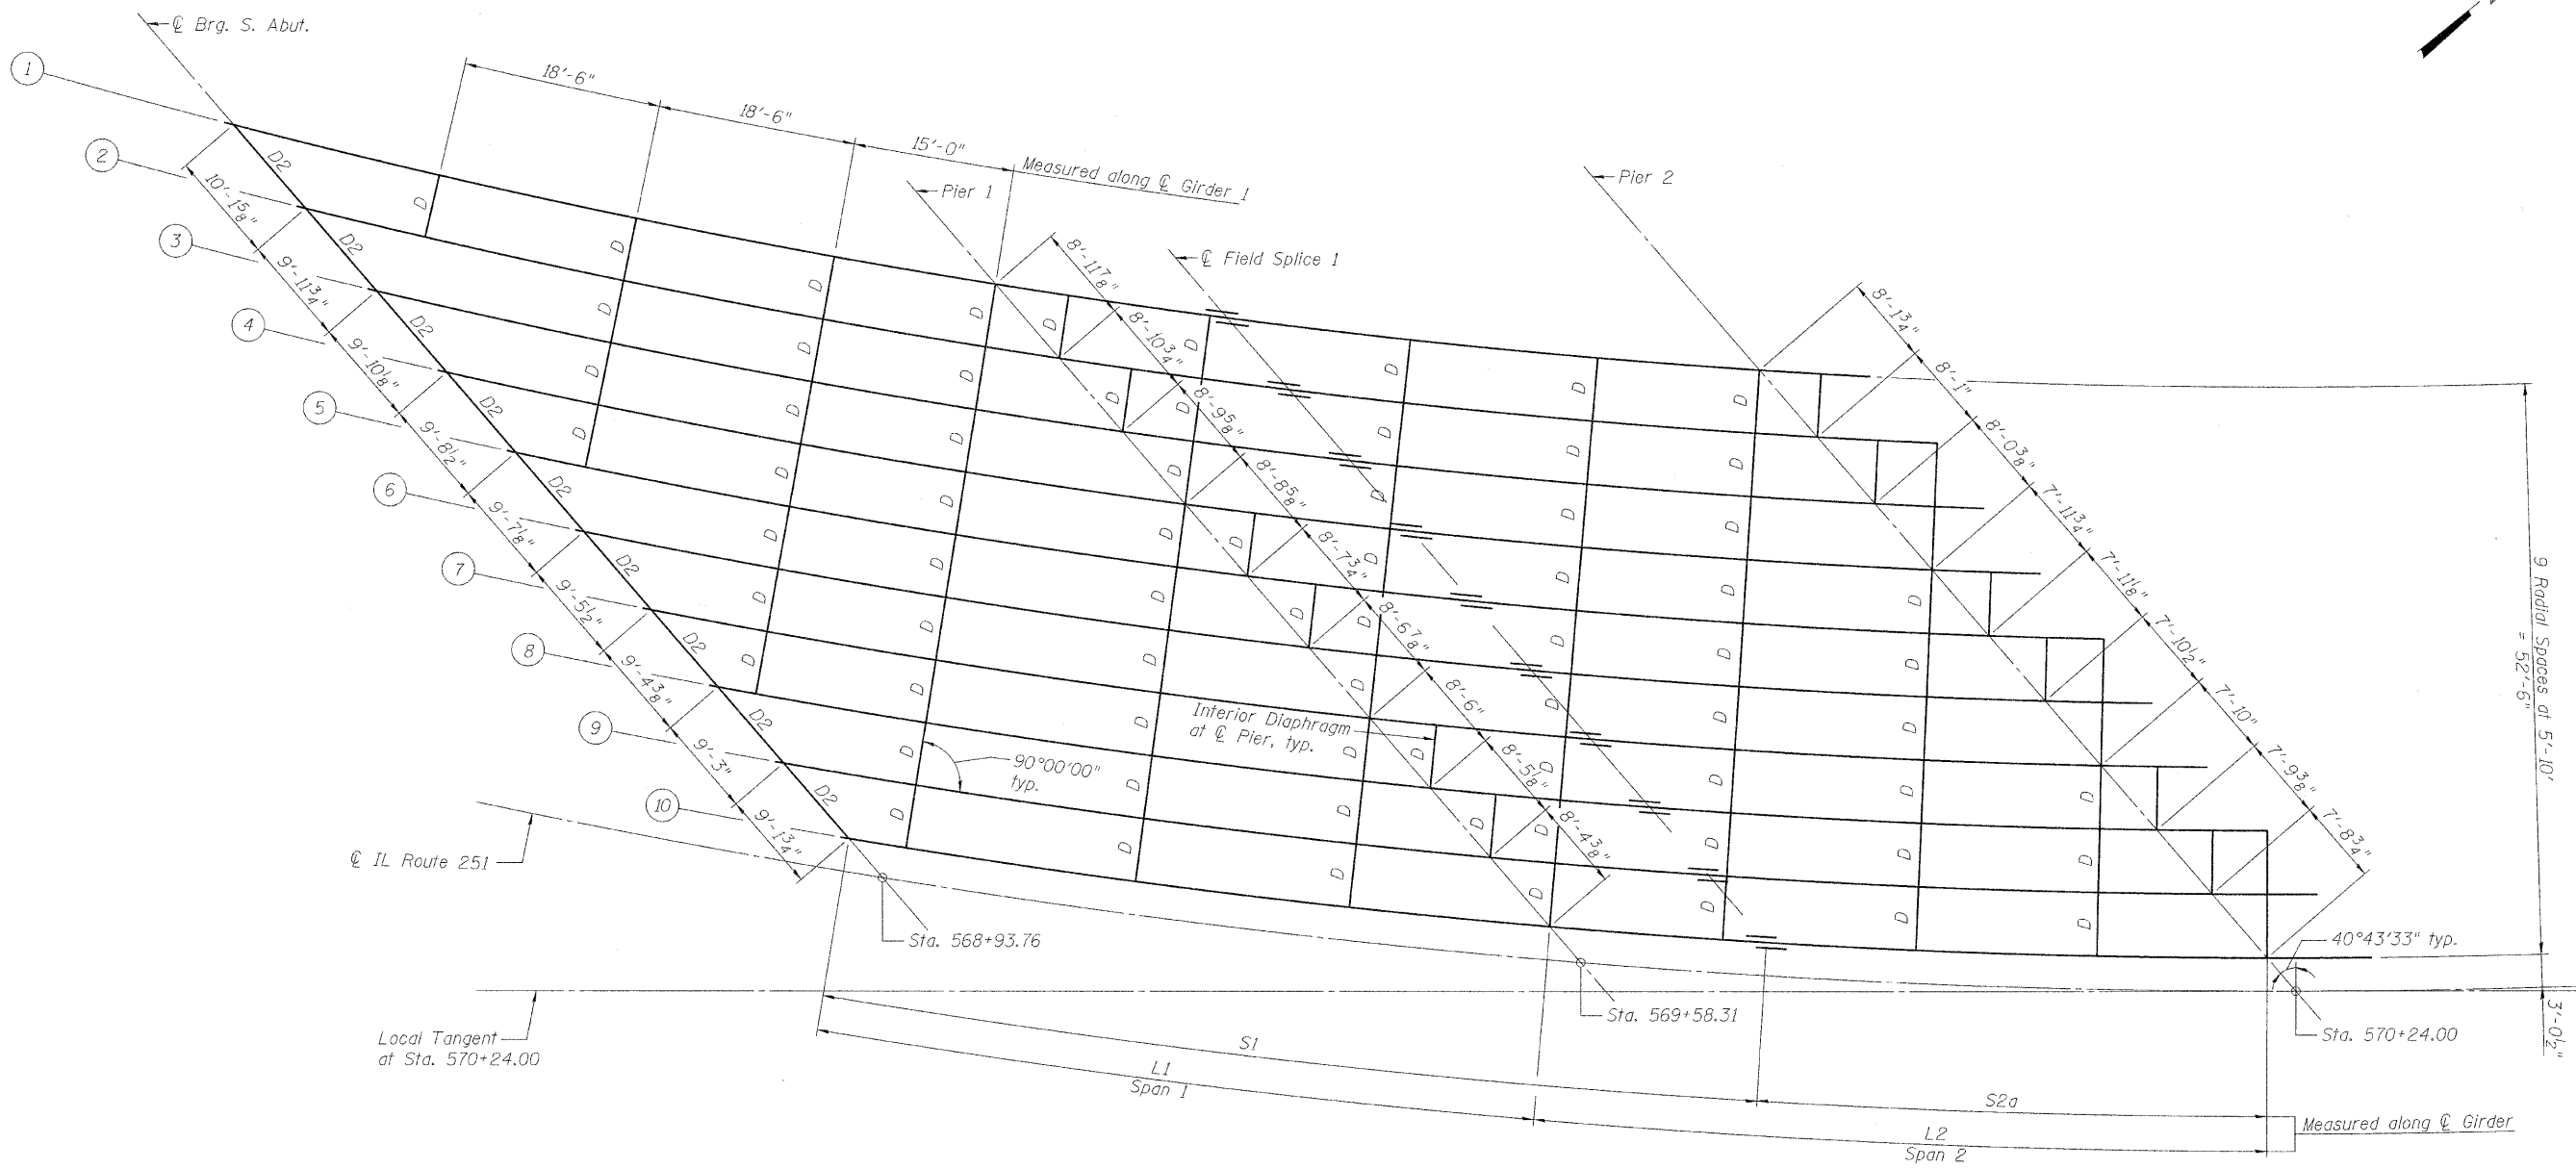 ℄ Brg. S. Abut.
1
2
3
4
5
6
7
8
9
10
18'-6"
18'-6"
15'-0"
Measured along ℄ Girder 1
Pier 1
℄ Field Splice 1
Pier 2
D2
D2
D2
D2
D2
D2
D2
D2
D2
10'-1⅝"
9'-11¾"
9'-10⅛"
9'-8½"
9'-7⅛"
9'-5½"
9'-4⅜"
9'-3"
9'-1¾"
8'-11⅞"
8'-10¾"
8'-9⅝"
8'-8⅝"
8'-7¾"
8'-6⅞"
8'-6"
8'-5⅛"
8'-4⅜"
8'-1¾"
8'-1"
8'-0⅜"
7'-11¾"
7'-11⅛"
7'-10½"
7'-10"
7'-9⅜"
7'-8¾"
9 Radial Spaces at 5'-10'
= 52'-6"
3'-0½"
Interior Diaphragm
at ℄ Pier, typ.
90°00'00"
typ.
℄ IL Route 251
Sta. 568+93.76
Sta. 569+58.31
40°43'33" typ.
Sta. 570+24.00
Local Tangent
at Sta. 570+24.00
S1
L1
Span 1
S2a
L2
Span 2
Measured along ℄ Girder